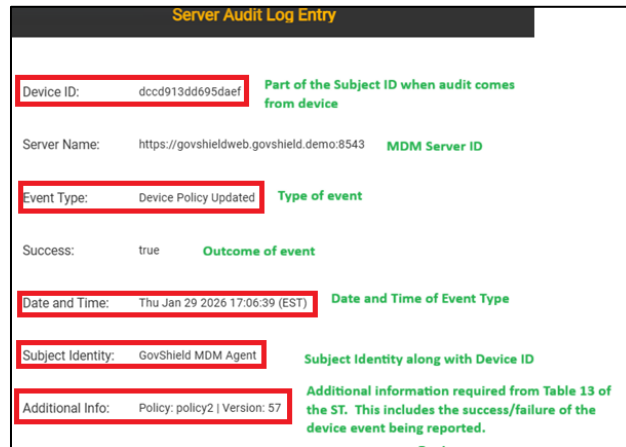 Server Audit Log Entry
Device ID: dccd913dd695daef Part of the Subject ID when audit comes
from device
Server Name: https://govshieldweb.govshield.demo:8543 MDM Server ID
Event Type: Device Policy Updated Type of event
Success: true Outcome of event
Date and Time: Thu Jan 29 2026 17:06:39 (EST) Date and Time of Event Type
Subject Identity: GovShield MDM Agent Subject Identity along with Device ID
Additional information required from Table 13 of
Additional Info: Policy: policy2 | Version: 57 the ST. This includes the success/failure of the
device event being reported.